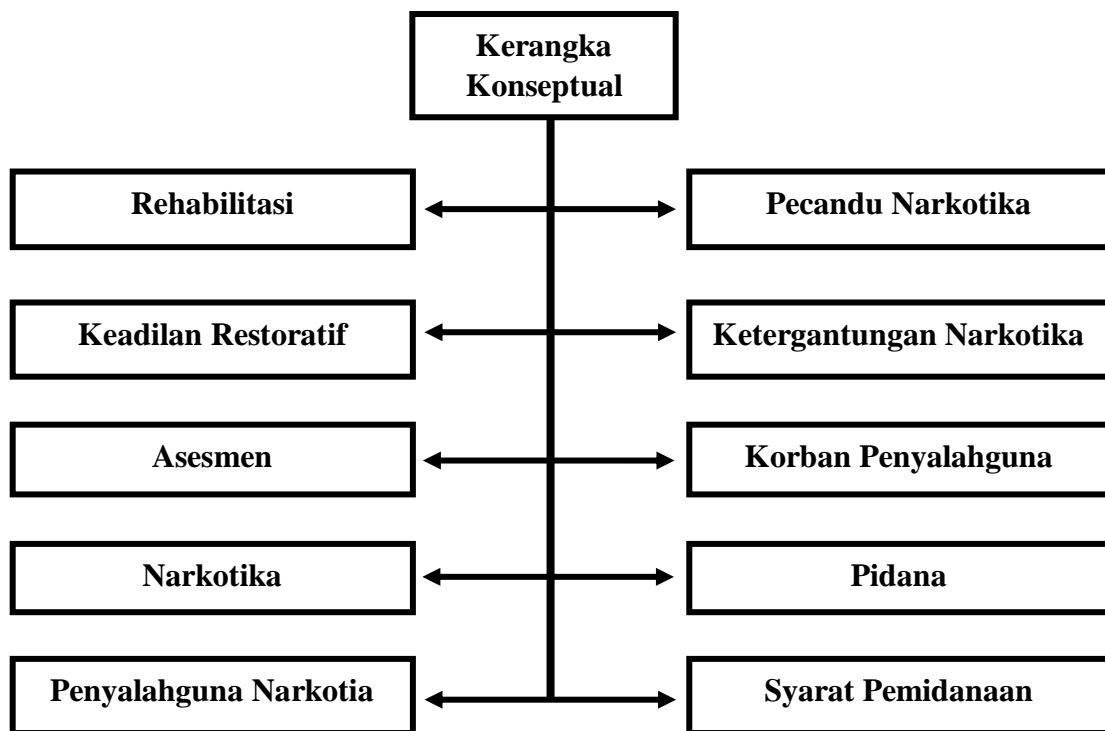 Kerangka
Konseptual
Rehabilitasi
Pecandu Narkotika
Keadilan Restoratif
Ketergantungan Narkotika
Asesmen
Korban Penyalahguna
Narkotika
Pidana
Penyalahguna Narkotia
Syarat Pemidanaan